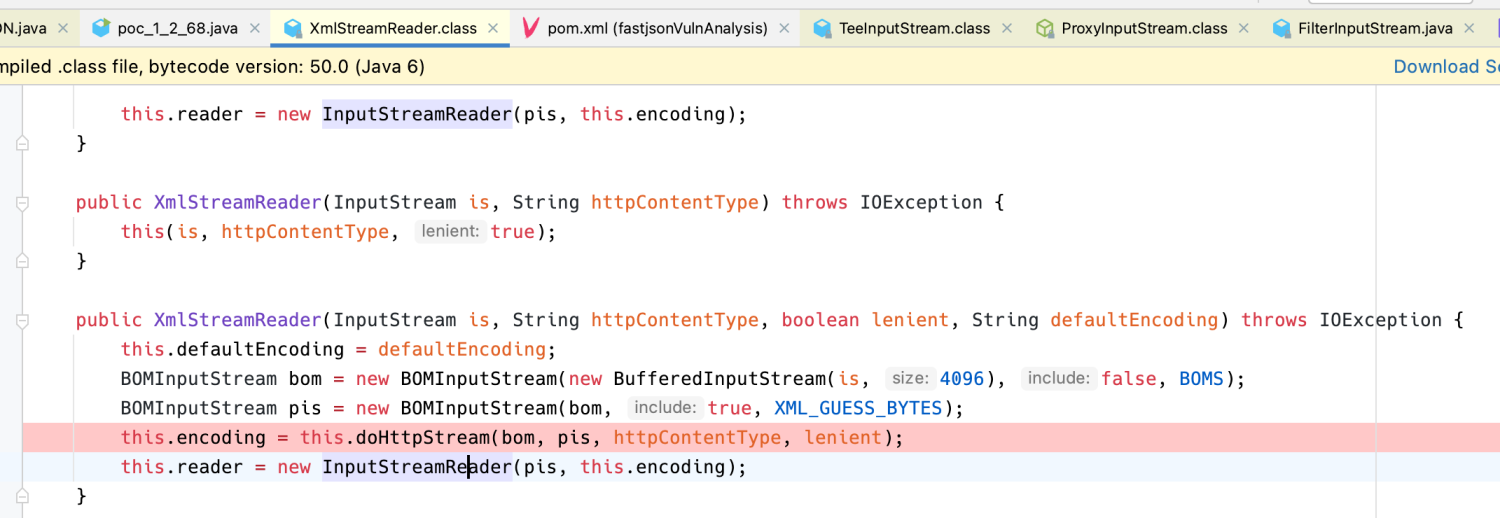 ON.java × poc_1_2_68.java × XmlStreamReader.class × pom.xml (fastjsonVulnAnalysis) × TeeInputStream.class × ProxyInputStream.class × FilterInputStream.java ×
mpiled .class file, bytecode version: 50.0 (Java 6) Download So
this.reader = new InputStreamReader(pis, this.encoding);
}
public XmlStreamReader(InputStream is, String httpContentType) throws IOException {
this(is, httpContentType, lenient: true);
}
public XmlStreamReader(InputStream is, String httpContentType, boolean lenient, String defaultEncoding) throws IOException {
this.defaultEncoding = defaultEncoding;
BOMInputStream bom = new BOMInputStream(new BufferedInputStream(is, size: 4096), include: false, BOMS);
BOMInputStream pis = new BOMInputStream(bom, include: true, XML_GUESS_BYTES);
this.encoding = this.doHttpStream(bom, pis, httpContentType, lenient);
this.reader = new InputStreamReader(pis, this.encoding);
}